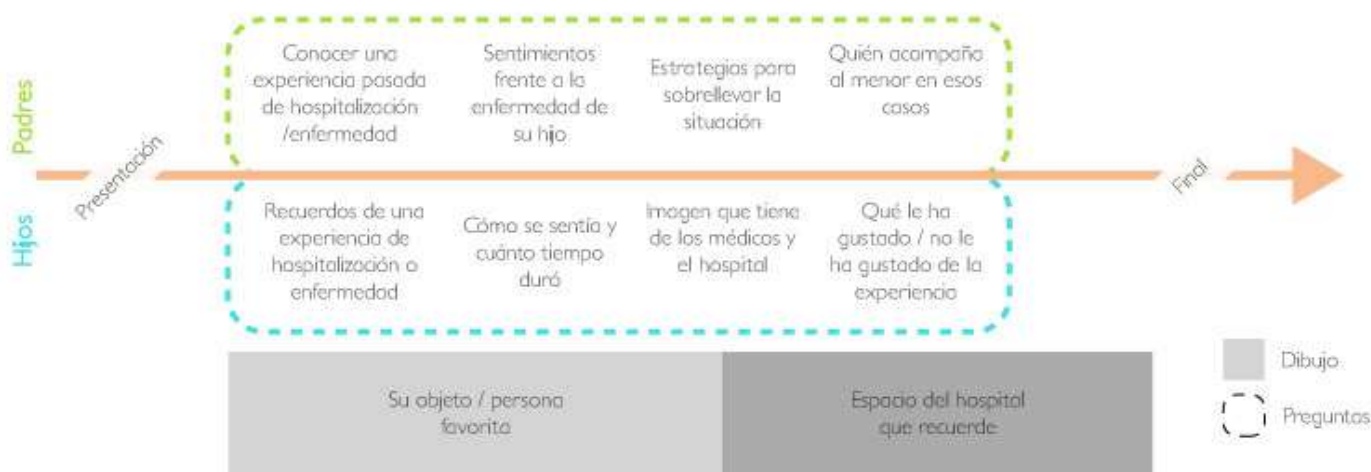 Padres
Conocer una
experiencia pasada
de hospitalización
/enfermedad
Sentimientos
frente a la
enfermedad de
su hijo
Estrategias para
sobrellevar la
situación
Quién acompaña
al menor en esos
casos
Presentación
Final
Hijos
Recuerdos de una
experiencia de
hospitalización o
enfermedad
Cómo se sentía y
cuánto tiempo
duró
Imagen que tiene
de los médicos y
el hospital
Qué le ha
gustado / no le
ha gustado de la
experiencia
Su objeto / persona
favorita
Espacio del hospital
que recuerde
Dibujo
Preguntas